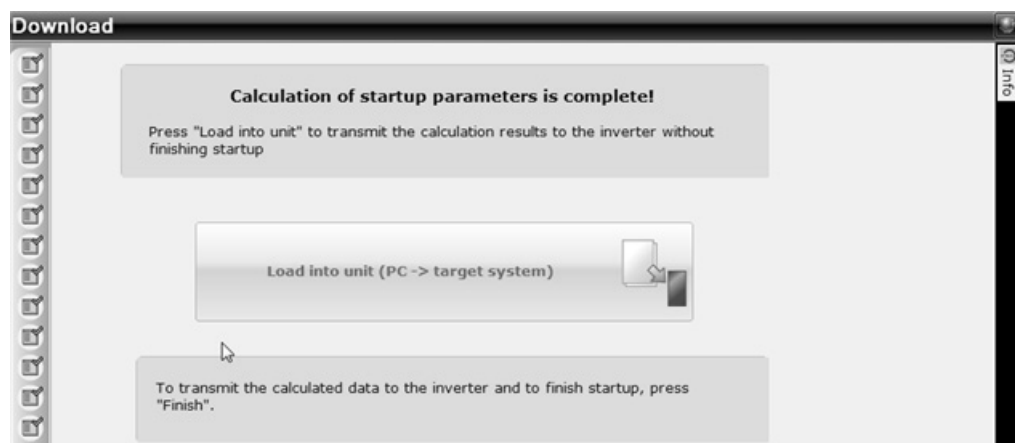 Download
Info
Calculation of startup parameters is complete!
Press "Load into unit" to transmit the calculation results to the inverter without
finishing startup
Load into unit (PC -> target system)
To transmit the calculated data to the inverter and to finish startup, press
"Finish".